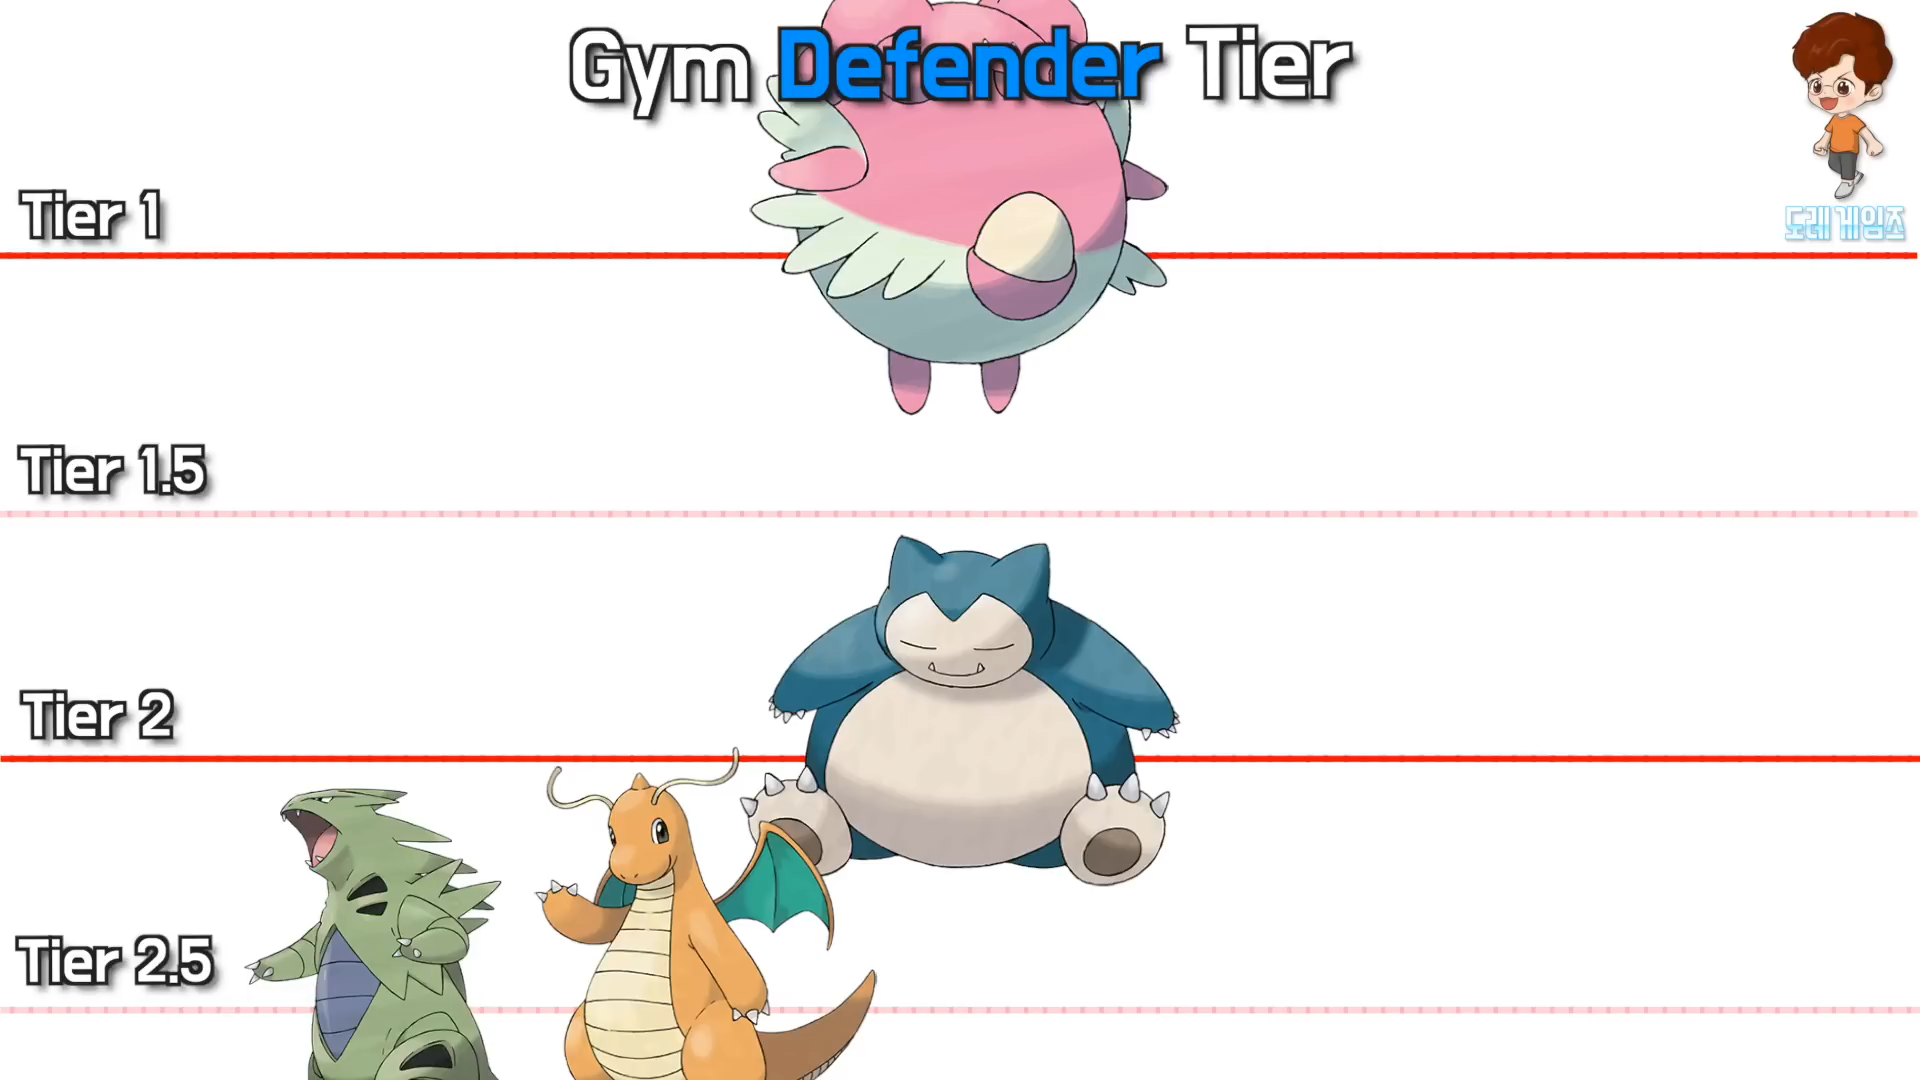 Gym Defender Tier
Tier 1
도레 게임즈
Tier 1.5
Tier 2
Tier 2.5